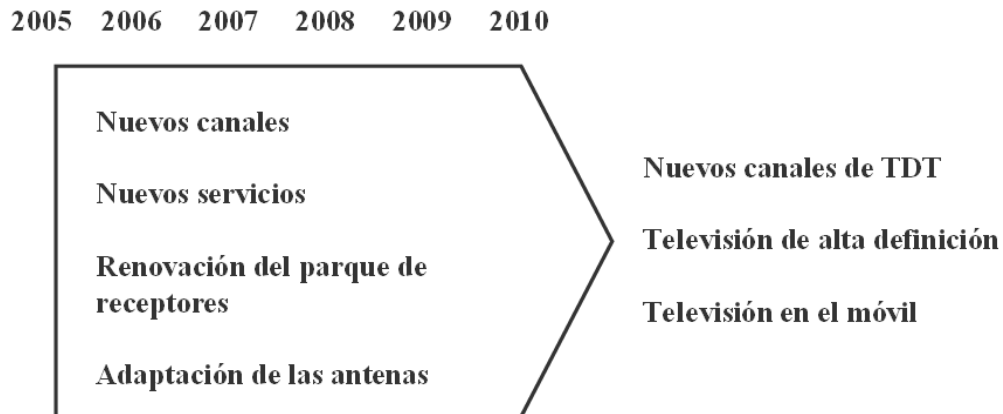 2005 2006 2007 2008 2009 2010
Nuevos canales
Nuevos servicios
Renovación del parque de
receptores
Adaptación de las antenas
Nuevos canales de TDT
Televisión de alta definición
Televisión en el móvil